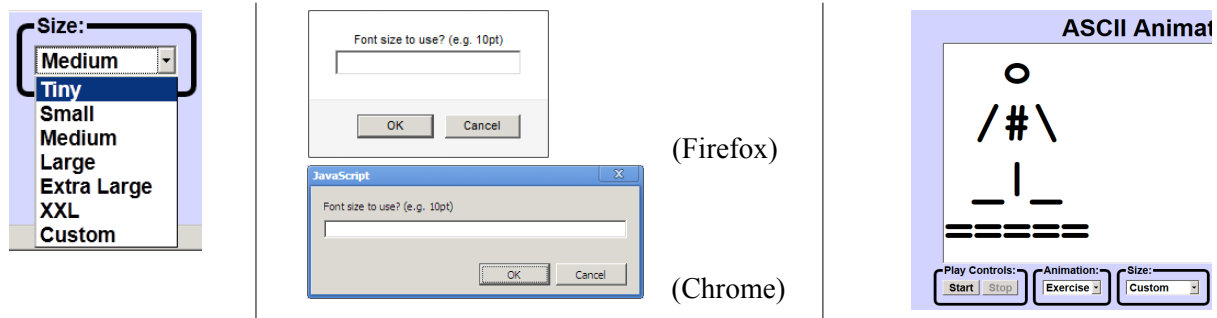 Size:
Medium
Tiny
Small
Medium
Large
Extra Large
XXL
Custom
Font size to use? (e.g. 10pt)
OK Cancel
(Firefox)
JavaScript X
Font size to use? (e.g. 10pt)
OK Cancel
(Chrome)
ASCII Animat
o
/#\
_|_
=====
Play Controls: Animation: Size:
Start Stop Exercise Custom